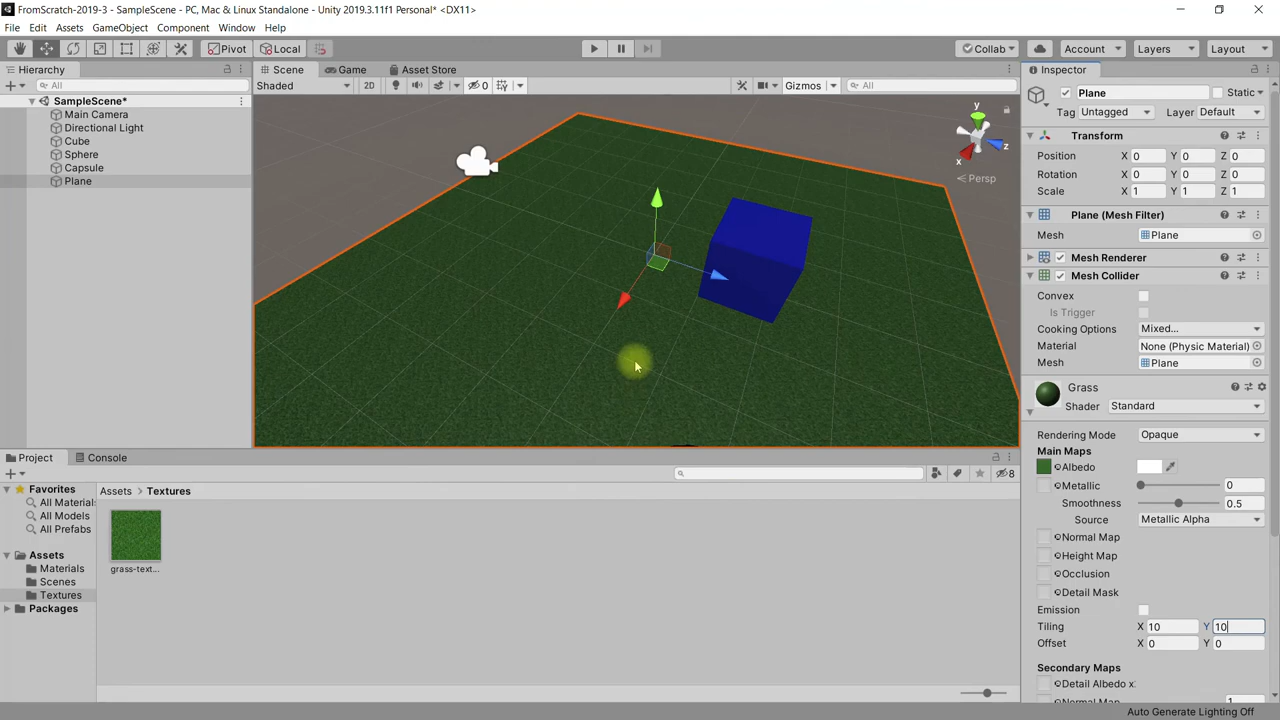 FromScratch-2019-3 - SampleScene - PC, Mac & Linux Standalone - Unity 2019.3.11f1 Personal* <DX11>
File Edit Assets GameObject Component Window Help
Pivot Local Collab Account Layers Layout
Hierarchy
All
SampleScene*
Main Camera
Directional Light
Cube
Sphere
Capsule
Plane
Scene Game Asset Store
Shaded 2D 0 Gizmos All
y
z
x
Persp
Inspector
Plane Static
Tag Untagged Layer Default
Transform
Position X 0 Y 0 Z 0
Rotation X 0 Y 0 Z 0
Scale X 1 Y 1 Z 1
Plane (Mesh Filter)
Mesh Plane
Mesh Renderer
Mesh Collider
Convex
Is Trigger
Cooking Options Mixed...
Material None (Physic Material)
Mesh Plane
Grass
Shader Standard
Rendering Mode Opaque
Main Maps
Albedo
Metallic 0
Smoothness 0.5
Source Metallic Alpha
Normal Map
Height Map
Occlusion
Detail Mask
Emission
Tiling X 10 Y 10
Offset X 0 Y 0
Secondary Maps
Detail Albedo x
Normal Map 1
Project Console
8
Favorites
All Material
All Models
All Prefabs
Assets
Materials
Scenes
Textures
Packages
Assets > Textures
grass-text...
Auto Generate Lighting Off